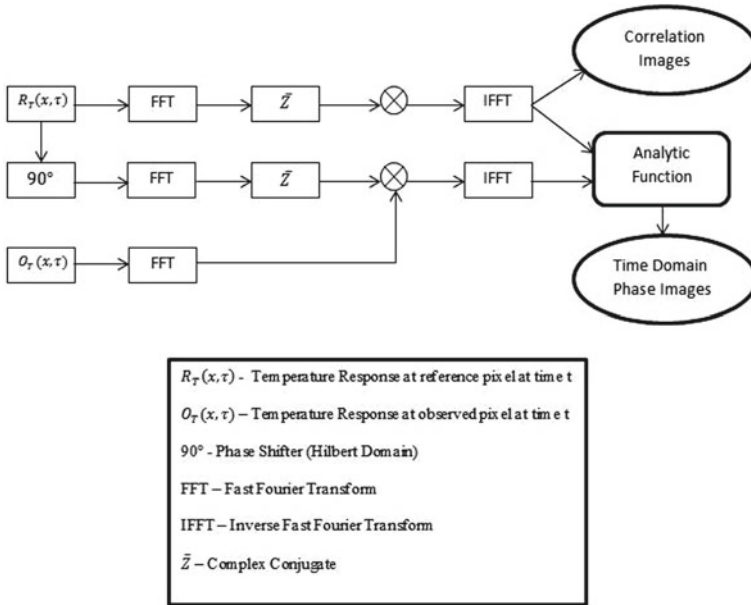 Correlation
Images
R_T(x,τ)
FFT
Z̄
IFFT
90°
FFT
Z̄
IFFT
Analytic
Function
O_T(x,τ)
FFT
Time Domain
Phase Images
R_T(x,τ) - Temperature Response at reference pixel at time t
O_T(x,τ) – Temperature Response at observed pixel at time t
90° - Phase Shifter (Hilbert Domain)
FFT – Fast Fourier Transform
IFFT – Inverse Fast Fourier Transform
Z̄ – Complex Conjugate